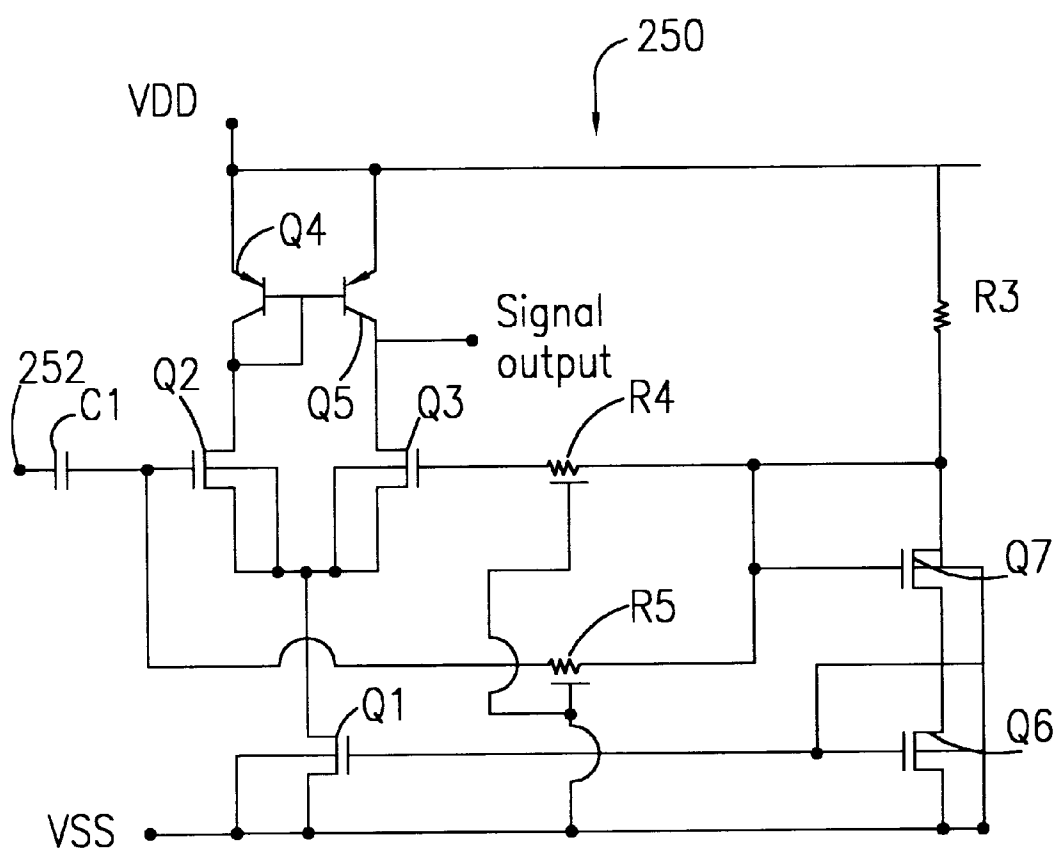 250
VDD
Q4
R3
Signal
output
252
C1
Q2
Q5
Q3
R4
Q7
R5
Q1
Q6
VSS